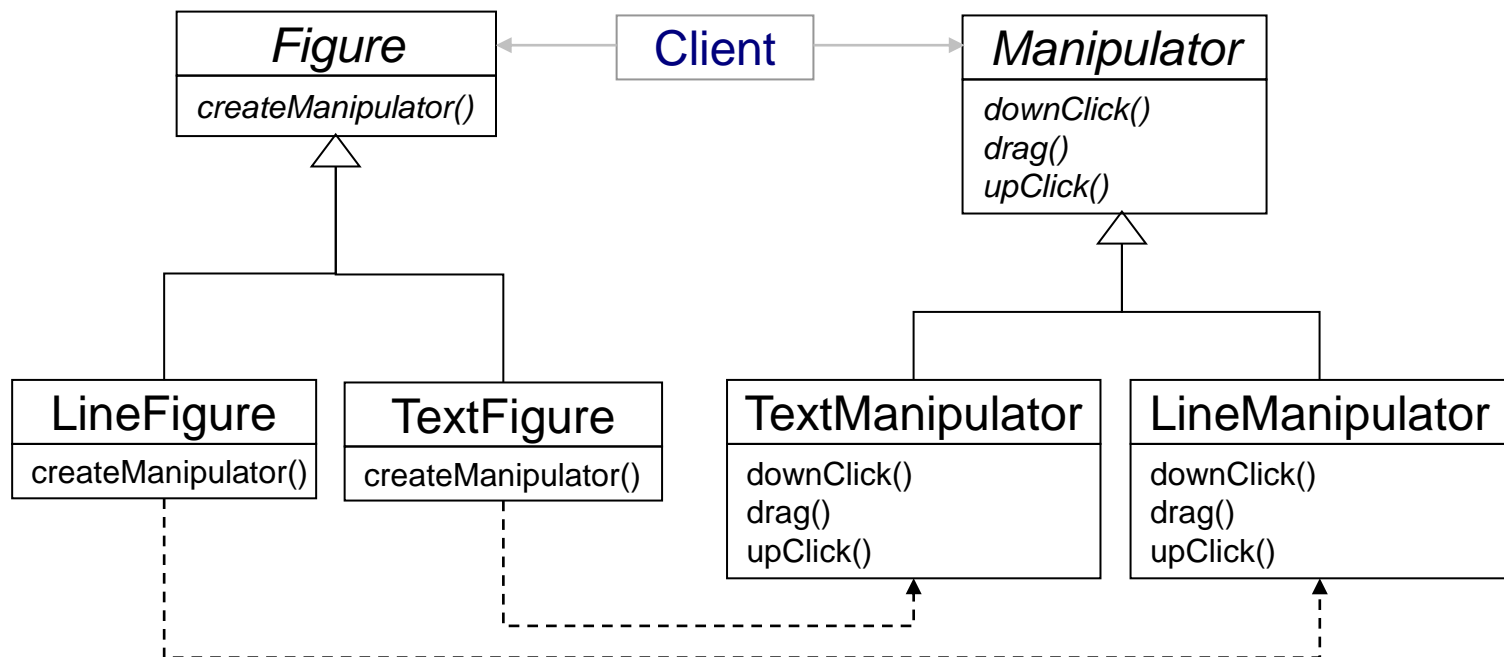 Figure
createManipulator()
Client
Manipulator
downClick()
drag()
upClick()
LineFigure
createManipulator()
TextFigure
createManipulator()
TextManipulator
downClick()
drag()
upClick()
LineManipulator
downClick()
drag()
upClick()